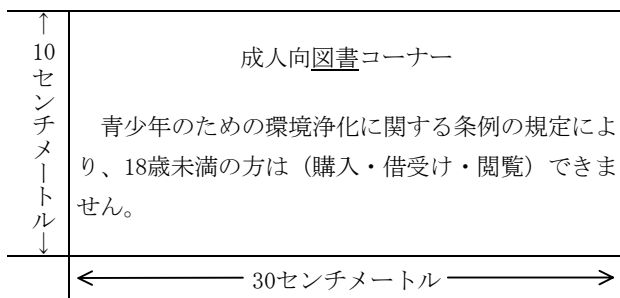 ↑10センチメートル↓
成人向図書コーナー
青少年のための環境浄化に関する条例の規定によ
り、18歳未満の方は（購入・借受け・閲覧）できま
せん。
←30センチメートル→